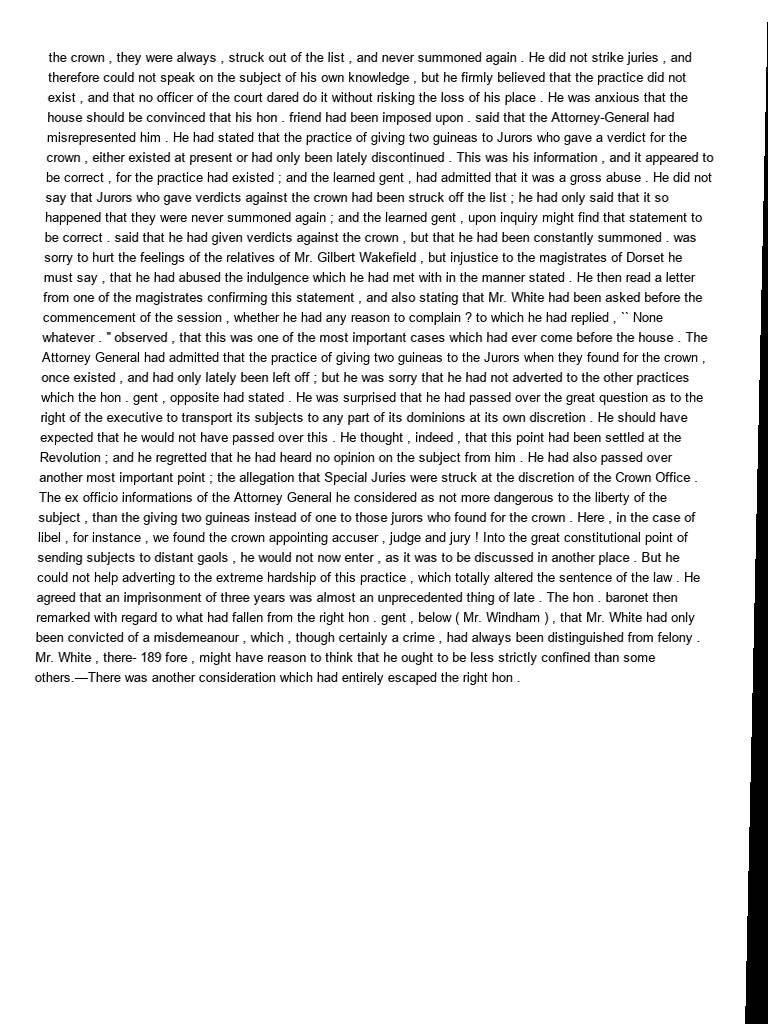 the crown , they were always , struck out of the list , and never summoned again . He did not strike juries , and
therefore could not speak on the subject of his own knowledge , but he firmly believed that the practice did not
exist , and that no officer of the court dared do it without risking the loss of his place . He was anxious that the
house should be convinced that his hon . friend had been imposed upon . said that the Attorney-General had
misrepresented him . He had stated that the practice of giving two guineas to Jurors who gave a verdict for the
crown , either existed at present or had only been lately discontinued . This was his information , and it appeared to
be correct , for the practice had existed ; and the learned gent , had admitted that it was a gross abuse . He did not
say that Jurors who gave verdicts against the crown had been struck off the list ; he had only said that it so
happened that they were never summoned again ; and the learned gent , upon inquiry might find that statement to
be correct . said that he had given verdicts against the crown , but that he had been constantly summoned . was
sorry to hurt the feelings of the relatives of Mr. Gilbert Wakefield , but injustice to the magistrates of Dorset he
must say , that he had abused the indulgence which he had met with in the manner stated . He then read a letter
from one of the magistrates confirming this statement , and also stating that Mr. White had been asked before the
commencement of the session , whether he had any reason to complain ? to which he had replied , `` None
whatever . " observed , that this was one of the most important cases which had ever come before the house . The
Attorney General had admitted that the practice of giving two guineas to the Jurors when they found for the crown ,
once existed , and had only lately been left off ; but he was sorry that he had not adverted to the other practices
which the hon . gent , opposite had stated . He was surprised that he had passed over the great question as to the
right of the executive to transport its subjects to any part of its dominions at its own discretion . He should have
expected that he would not have passed over this . He thought , indeed , that this point had been settled at the
Revolution ; and he regretted that he had heard no opinion on the subject from him . He had also passed over
another most important point ; the allegation that Special Juries were struck at the discretion of the Crown Office .
The ex officio informations of the Attorney General he considered as not more dangerous to the liberty of the
subject , than the giving two guineas instead of one to those jurors who found for the crown . Here , in the case of
libel , for instance , we found the crown appointing accuser , judge and jury ! Into the great constitutional point of
sending subjects to distant gaols , he would not now enter , as it was to be discussed in another place . But he
could not help adverting to the extreme hardship of this practice , which totally altered the sentence of the law . He
agreed that an imprisonment of three years was almost an unprecedented thing of late . The hon . baronet then
remarked with regard to what had fallen from the right hon . gent , below ( Mr. Windham ) , that Mr. White had only
been convicted of a misdemeanour , which , though certainly a crime , had always been distinguished from felony .
Mr. White , there- 189 fore , might have reason to think that he ought to be less strictly confined than some
others.—There was another consideration which had entirely escaped the right hon .